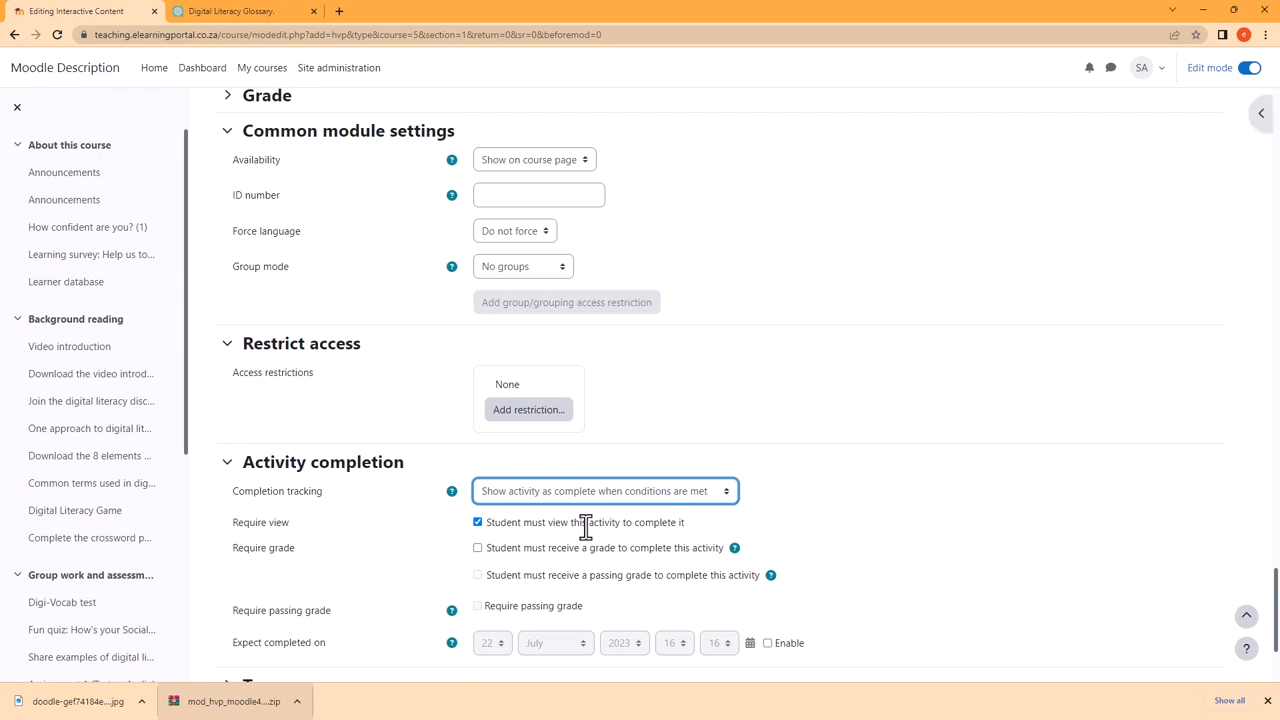 Editing Interactive Content
Digital Literacy Glossary.
teaching.elearningportal.co.za/course/modedit.php?add=hvp&type&course=5&section=1&return=0&sr=0&beforemod=0
e
Moodle Description Home Dashboard My courses Site administration SA Edit mode
About this course
Announcements
Announcements
How confident are you? (1)
Learning survey: Help us to...
Learner database
Background reading
Video introduction
Download the video introd...
Join the digital literacy disc...
One approach to digital lit...
Download the 8 elements ...
Common terms used in dig...
Digital Literacy Game
Complete the crossword p...
Group work and assessm...
Digi-Vocab test
Fun quiz: How's your Social...
Share examples of digital li...
Grade
Common module settings
Availability ? Show on course page
ID number ?
Force language Do not force
Group mode ? No groups
Add group/grouping access restriction
Restrict access
Access restrictions
None
Add restriction...
Activity completion
Completion tracking ? Show activity as complete when conditions are met
Require view Student must view this activity to complete it
Require grade Student must receive a grade to complete this activity ?
Student must receive a passing grade to complete this activity ?
Require passing grade ? Require passing grade
Expect completed on ? 22 July 2023 16 16 Enable
?
doodle-gef74184e....jpg
mod_hvp_moodle4....zip
Show all